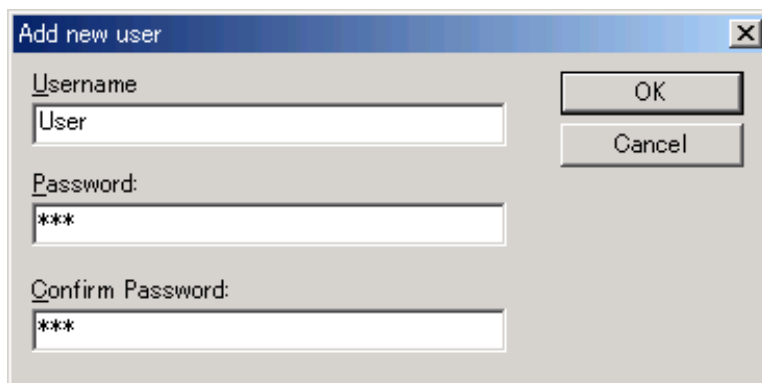 Add new user
Username
User
OK
Cancel
Password:
***
Confirm Password:
***